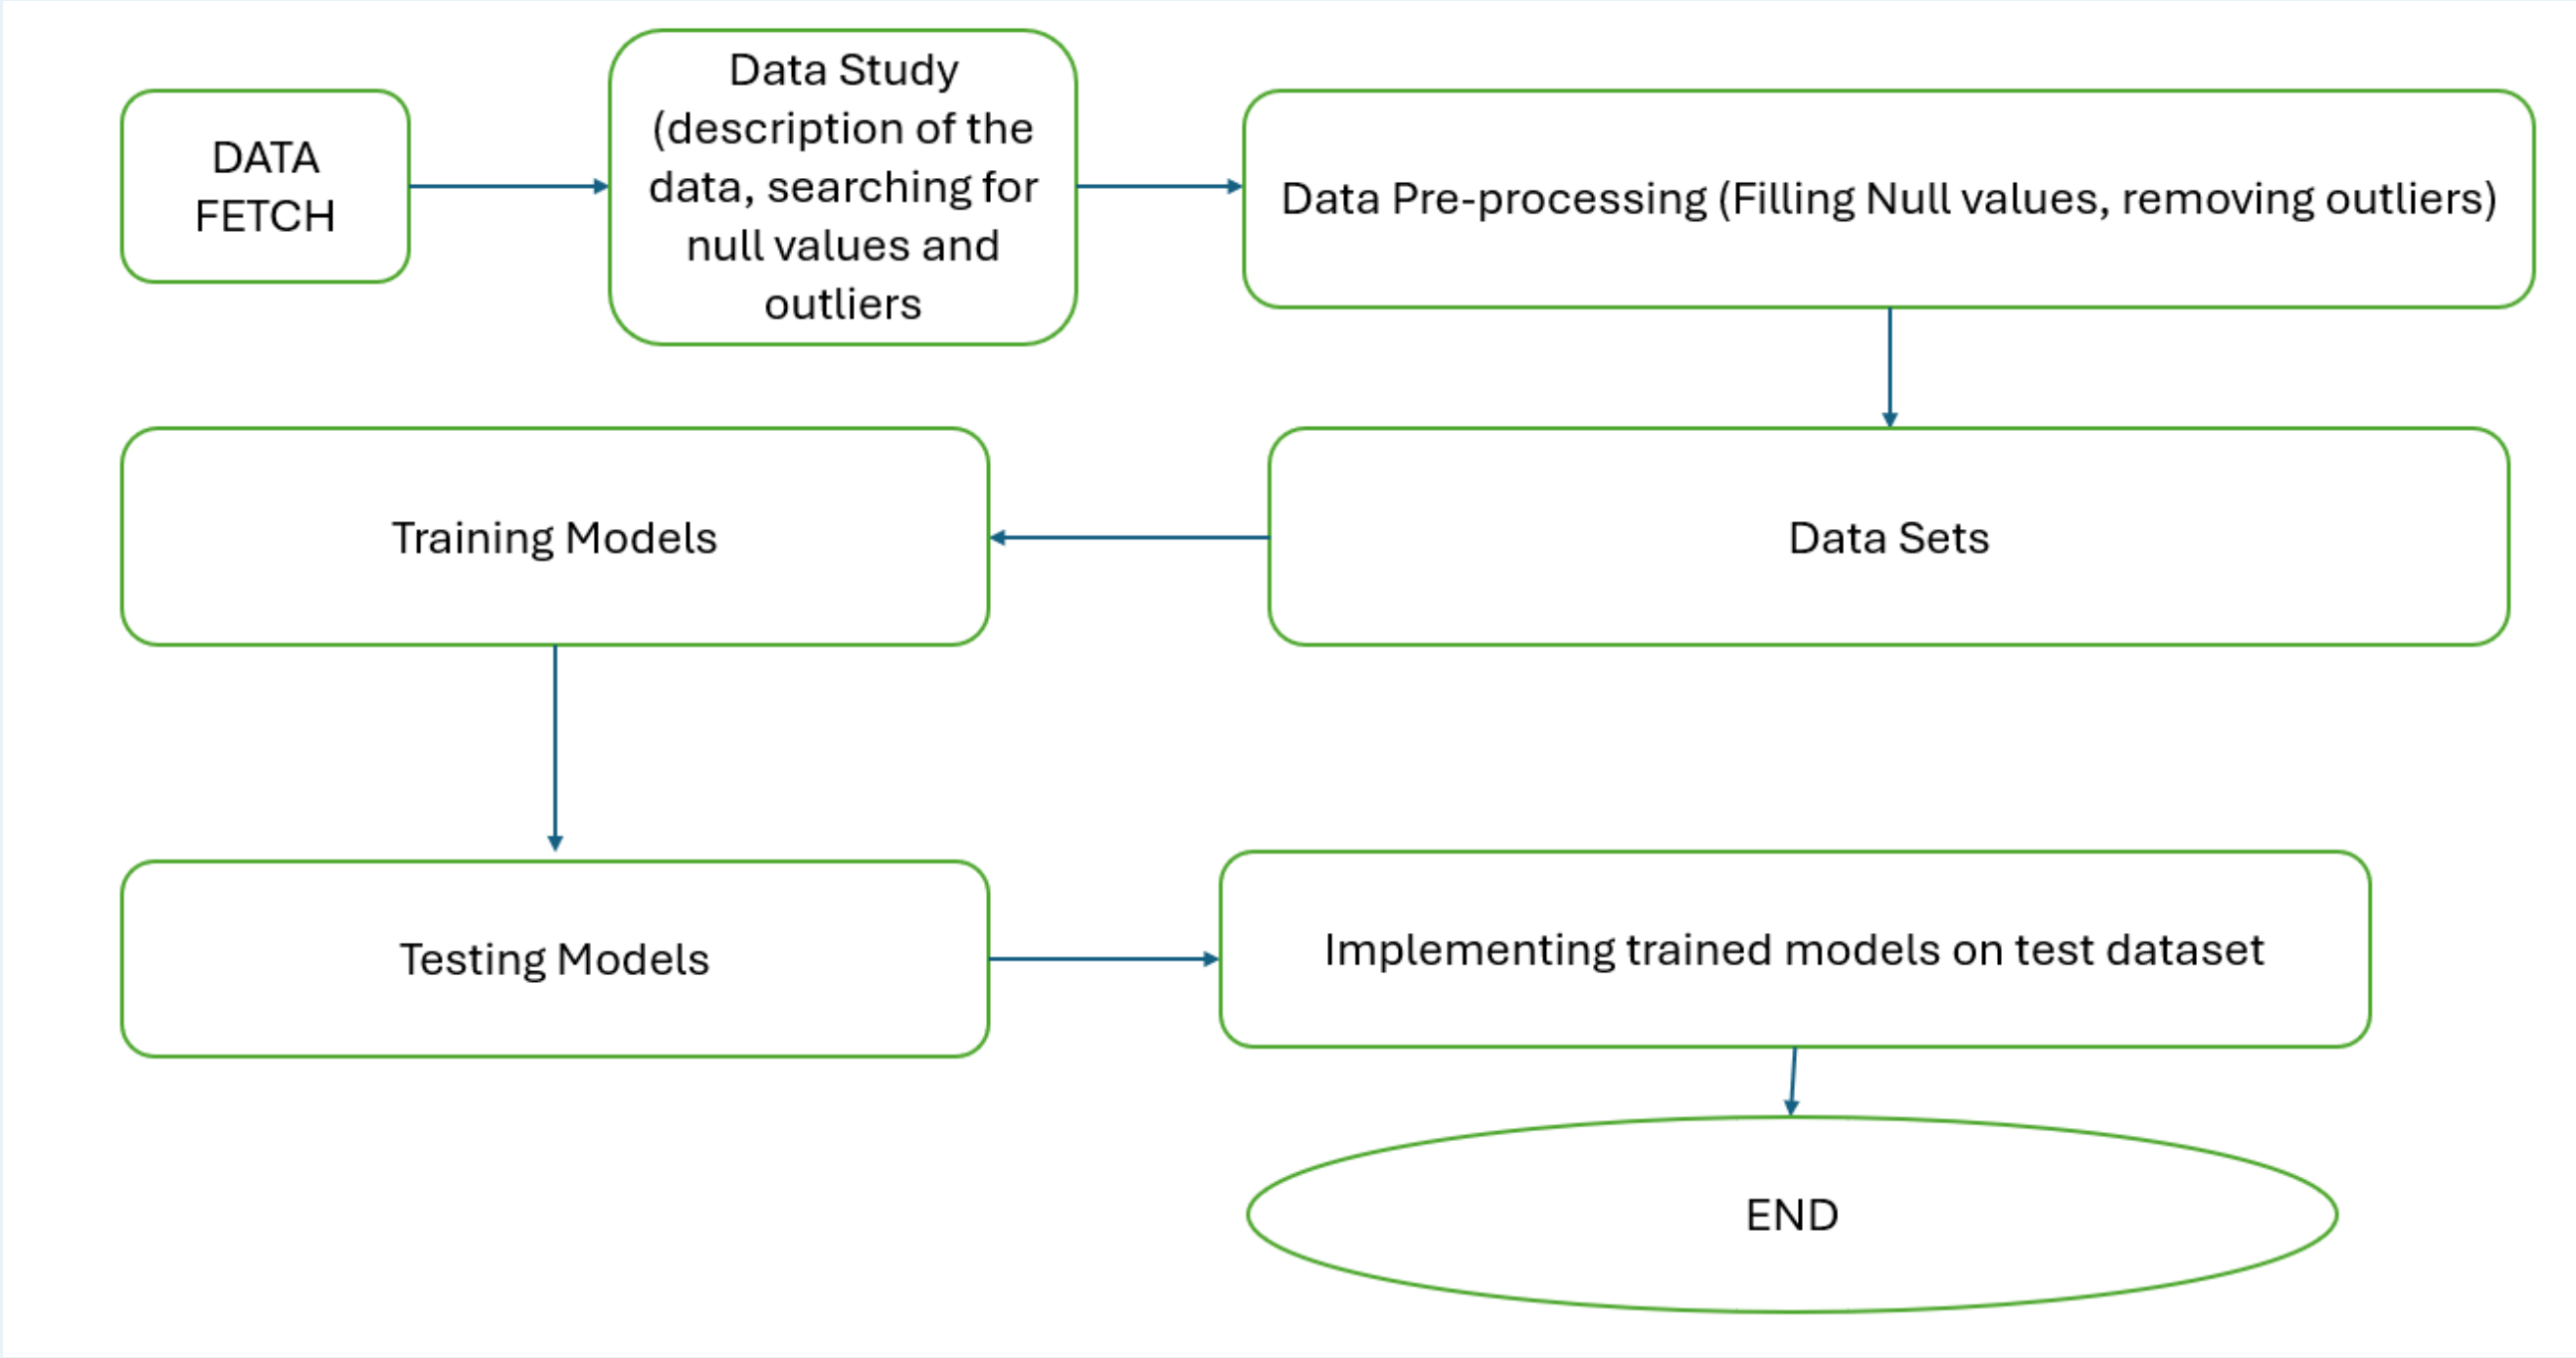 DATA
FETCH
Data Study
(description of the
data, searching for
null values and
outliers
Data Pre-processing (Filling Null values, removing outliers)
Data Sets
Training Models
Testing Models
Implementing trained models on test dataset
END